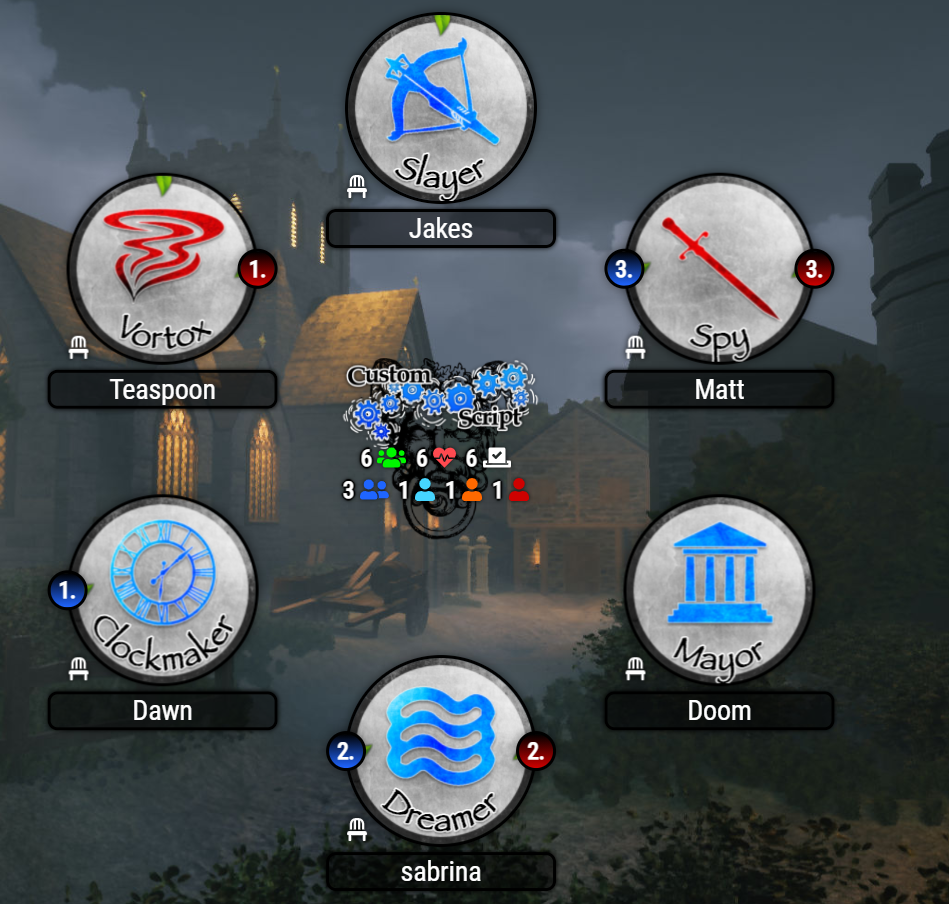 Slayer
Jakes
Vortox
1.
Teaspoon
3.
Spy
3.
Matt
Custom
Script
6 6 6
3 1 1 1
1.
Clockmaker
Dawn
Mayor
Doom
2.
Dreamer
2.
sabrina